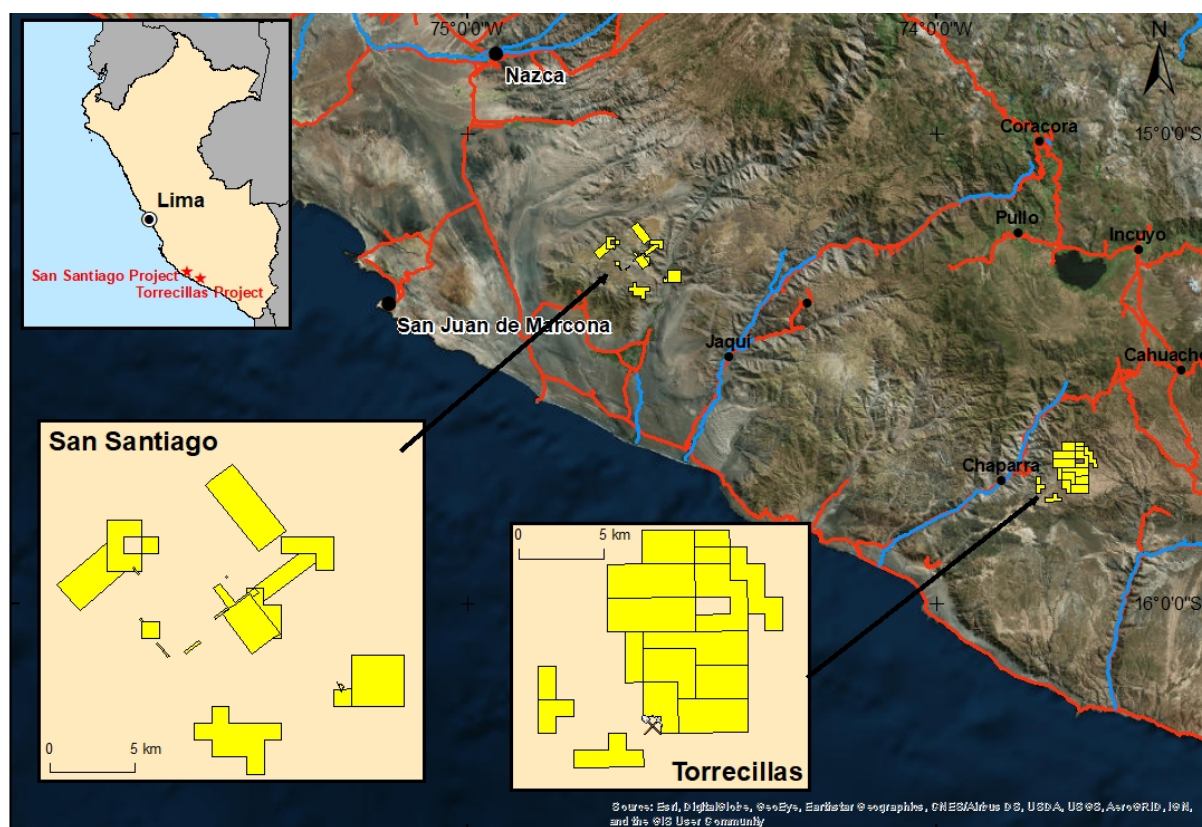 75°0'0"W
74°0'0"W
N
Nazca
Coracora
15°0'0"S
Pullo
Incuyo
Lima
San Santiago Project
Torrecillas Project
San Juan de Marcona
Jaqui
Cahuacho
San Santiago
Chaparra
0 5 km
16°0'0"S
0 5 km
Torrecillas
Source: Esri, DigitalGlobe, GeoEye, Earthstar Geographics, CNES/Airbus DS, USDA, USGS, AeroGRID, IGN,
and the GIS User Community